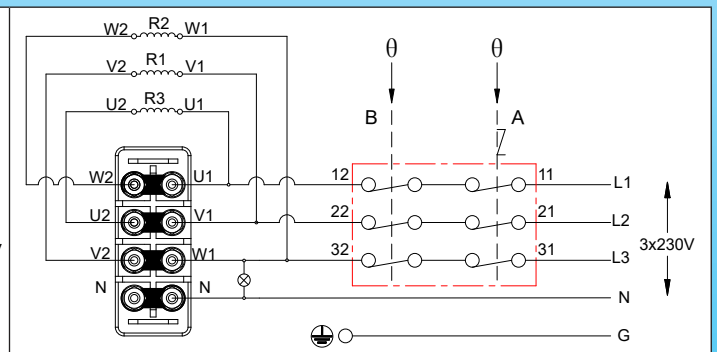 W2 R2 W1
V2 R1 V1
U2 R3 U1
θ θ
B A
W2 U1 12 11 L1
U2 V1 22 21 L2
3x230V
V2 W1 32 31 L3
N N N
G